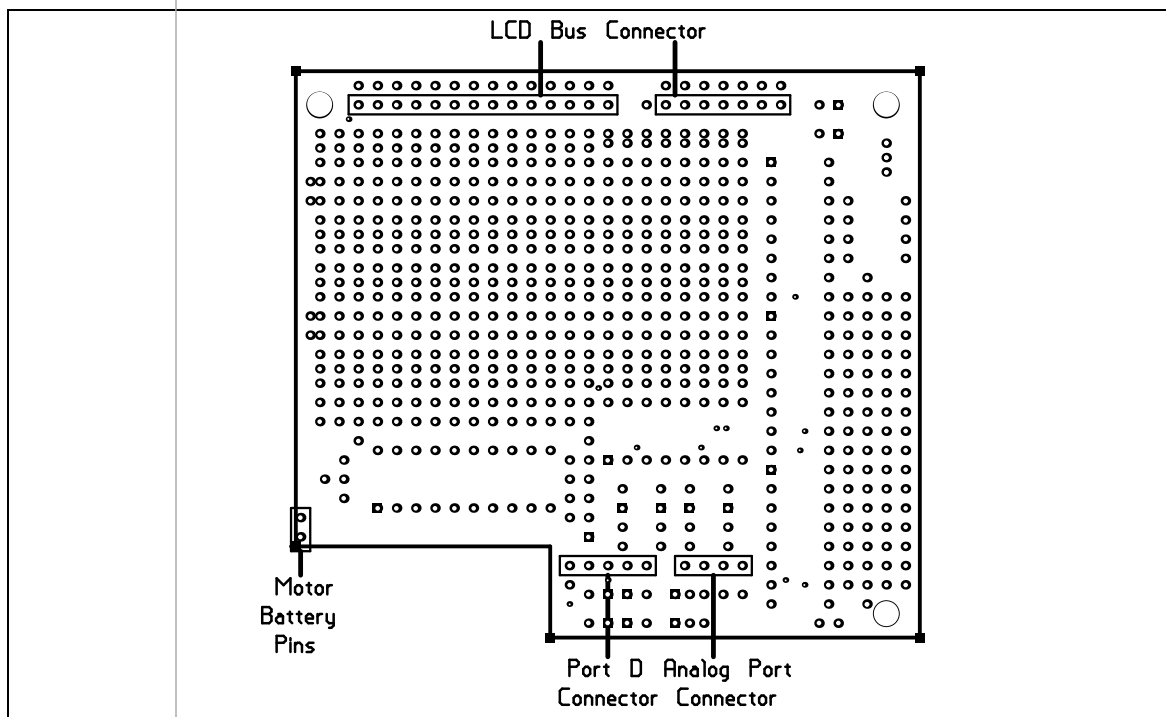 LCD Bus Connector
Motor
Battery
Pins
Port D
Connector
Analog Port
Connector